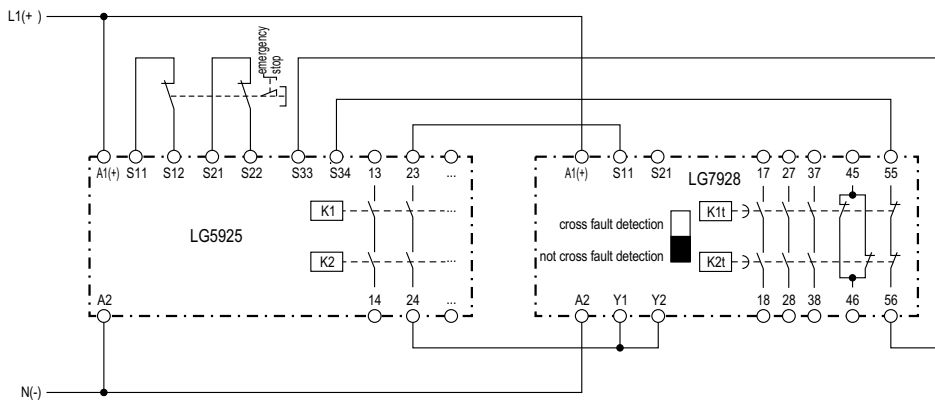 L1(+ )
emergency
stop
A1(+) S11 S12 S21 S22 S33 S34 13 23 ...
A1(+) S11 S21 17 27 37 45 55
LG5925
K1 ...
K2 ...
LG7928
cross fault detection
not cross fault detection
K1t
K2t
A2 14 24 ...
A2 Y1 Y2 18 28 38 46 56
N(-)